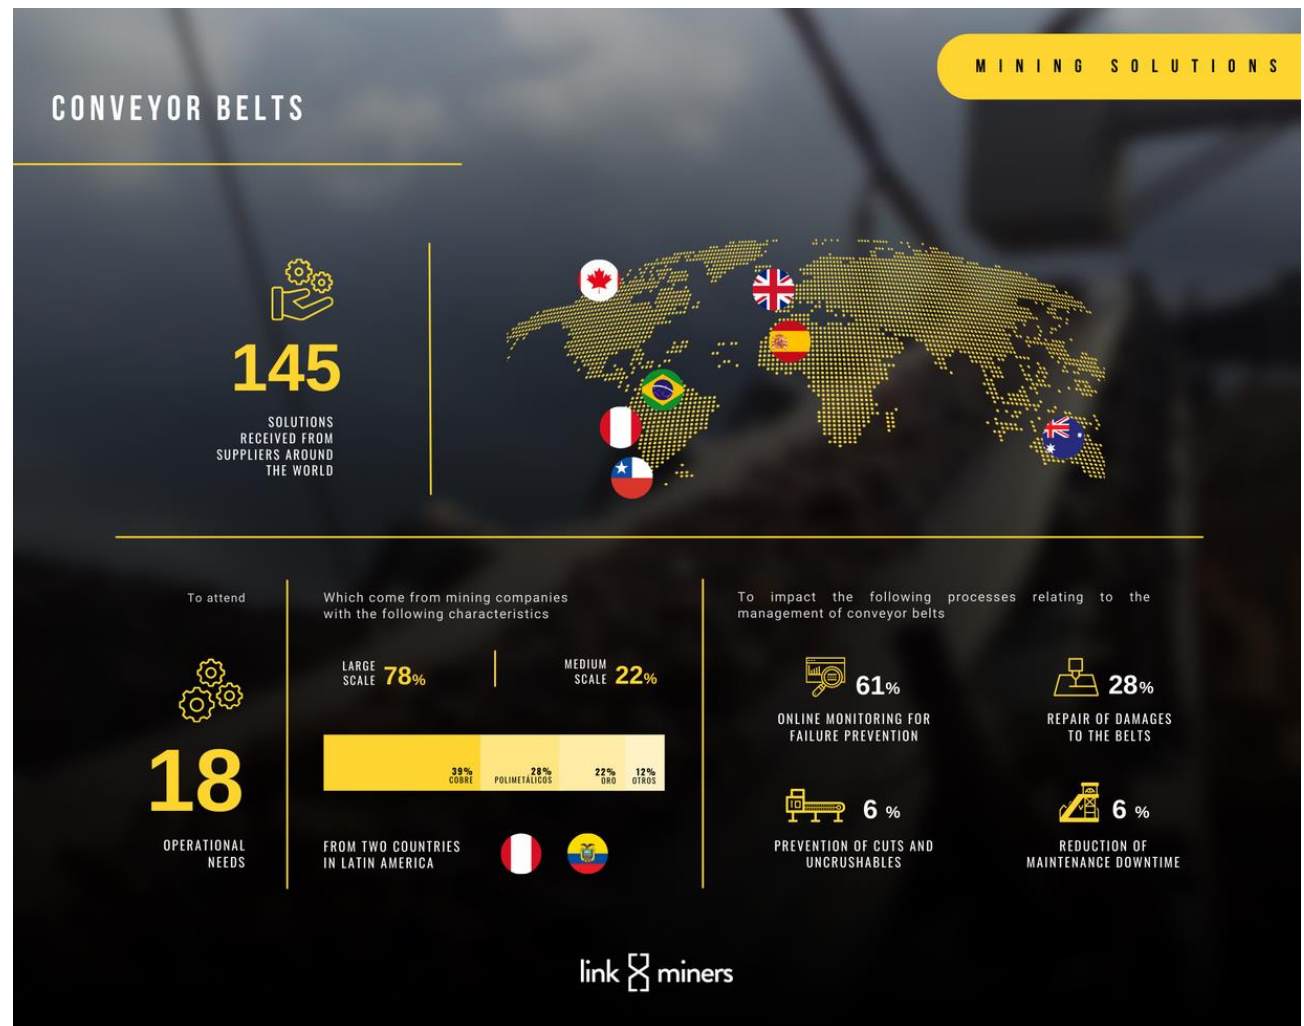 MINING SOLUTIONS
CONVEYOR BELTS
145
SOLUTIONS
RECEIVED FROM
SUPPLIERS AROUND
THE WORLD
To attend
18
OPERATIONAL
NEEDS
Which come from mining companies
with the following characteristics
LARGE
SCALE 78%
MEDIUM
SCALE 22%
39%
COBRE
28%
POLIMETÁLICOS
22%
ORO
12%
OTROS
FROM TWO COUNTRIES
IN LATIN AMERICA
To impact the following processes relating to the
management of conveyor belts
61%
ONLINE MONITORING FOR
FAILURE PREVENTION
28%
REPAIR OF DAMAGES
TO THE BELTS
6 %
PREVENTION OF CUTS AND
UNCRUSHABLES
6 %
REDUCTION OF
MAINTENANCE DOWNTIME
link miners